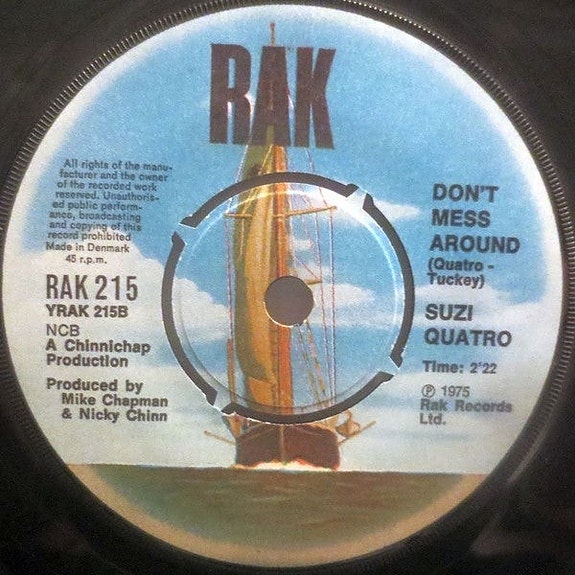 RAK
All rights of the manu-
facturer and the owner
of the recorded work
reserved. Unauthoris-
ed public perform-
ance, broadcasting
and copying of this
record prohibited
Made in Denmark
45 r.p.m.
RAK 215
YRAK 215B
NCB
A Chinnichap
Production
Produced by
Mike Chapman
& Nicky Chinn
DON'T
MESS
AROUND
(Quatro -
Tuckey)
SUZI
QUATRO
Time: 2'22
℗ 1975
Rak Records
Ltd.